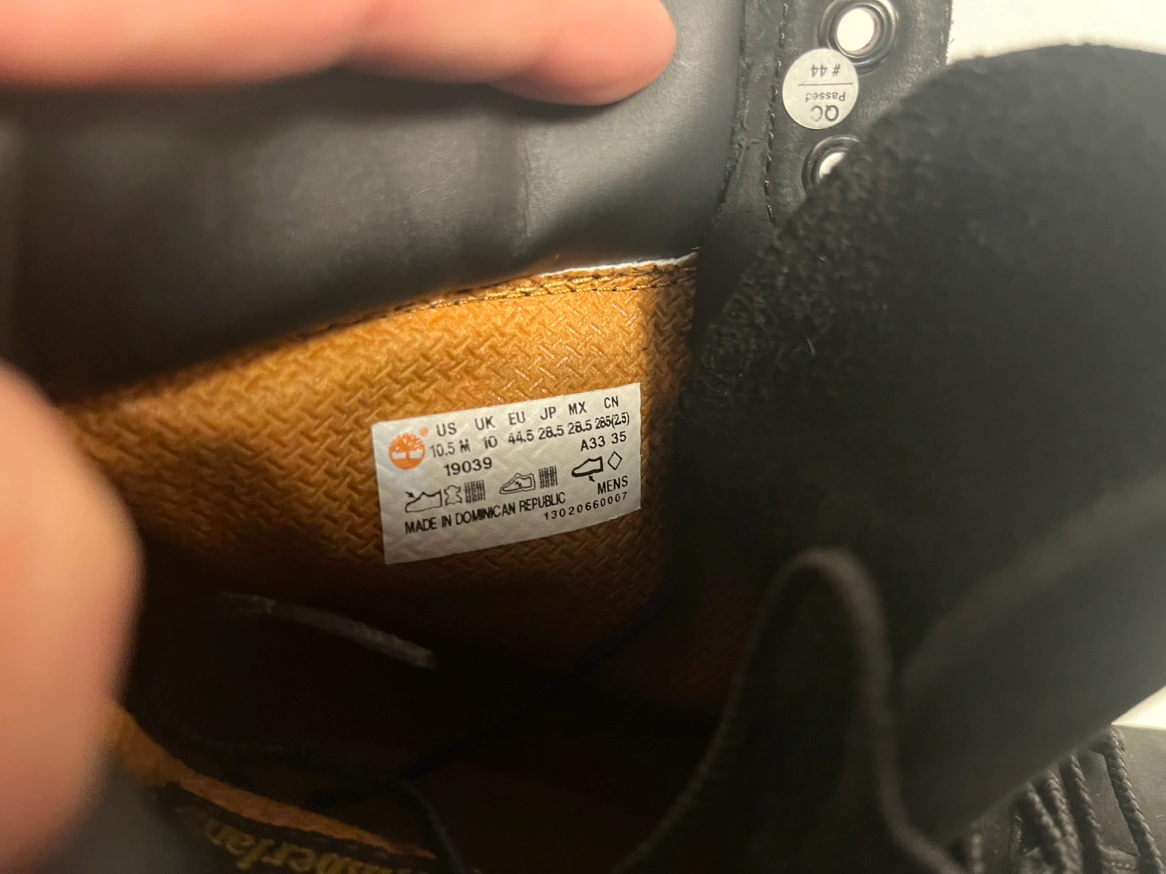 QC
Passed
# 44
US UK EU JP MX CN
10.5 M 10 44.5 28.5 28.5 285(2.5)
19039 A33 35
MENS
MADE IN DOMINICAN REPUBLIC
13020660007